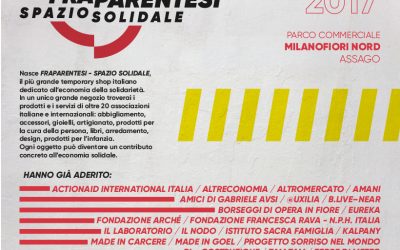 FRAPARENTESI
SPAZIO SOLIDALE
2017
PARCO COMMERCIALE
MILANOFIORI NORD
ASSAGO
Nasce FRAPARENTESI - SPAZIO SOLIDALE,
il più grande temporary shop italiano
dedicato all'economia della solidarietà.
In un unico grande negozio troverai i
prodotti e i servizi di oltre 20 associazioni
italiane e internazionali: abbigliamento,
accessori, gioielli, artigianato, prodotti per
la cura della persona, libri, arredamento,
design, prodotti per l'infanzia.
Ogni oggetto può diventare un contributo
concreto all'economia solidale.
HANNO GIÀ ADERITO:
ACTIONAID INTERNATIONAL ITALIA / ALTRECONOMIA / ALTROMERCATO / AMANI
AMICI DI GABRIELE AVSI / @UXILIA / B.LIVE-NEAR
BORSEGGI DI OPERA IN FIORE / EUREKA
FONDAZIONE ARCHÉ / FONDAZIONE FRANCESCA RAVA - N.P.H. ITALIA
IL LABORATORIO / IL NODO / ISTITUTO SACRA FAMIGLIA / KALPANY
MADE IN CARCERE / MADE IN GOEL / PROGETTO SORRISO NEL MONDO